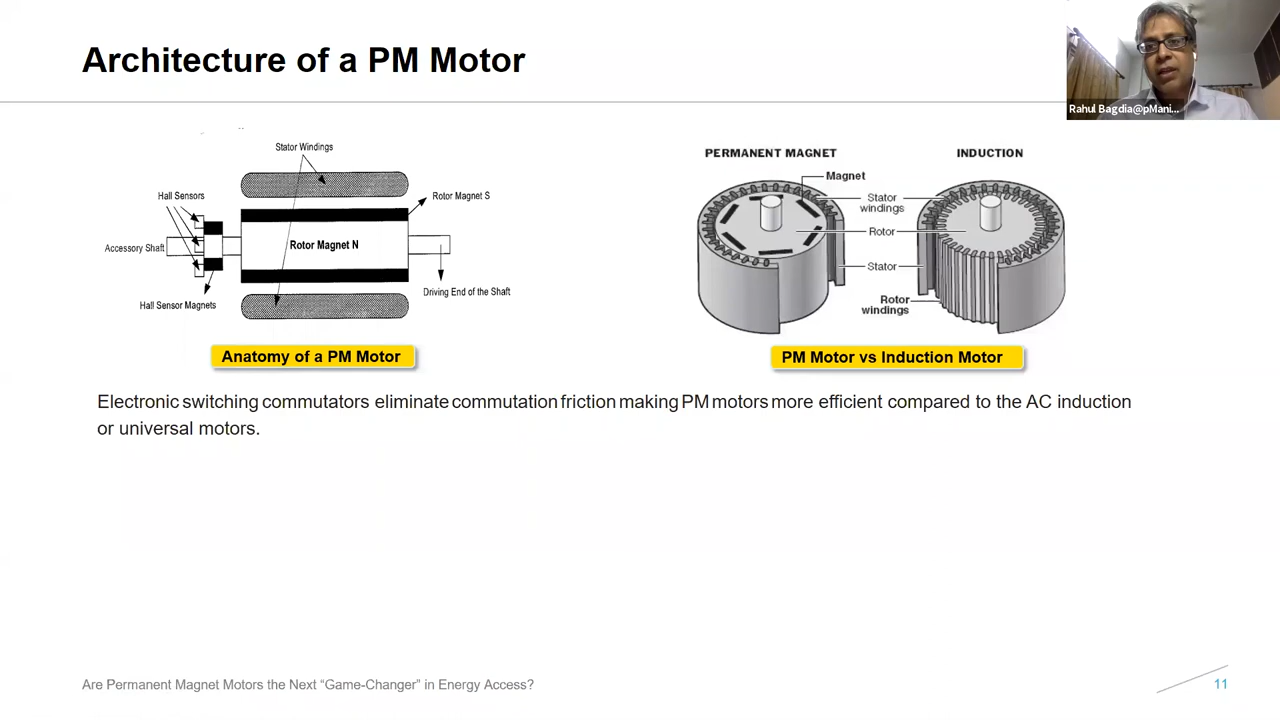 Architecture of a PM Motor
Rahul Bagdia@pMani...
Stator Windings
Hall Sensors
Rotor Magnet S
Accessory Shaft
Rotor Magnet N
Hall Sensor Magnets
Driving End of the Shaft
Anatomy of a PM Motor
PERMANENT MAGNET
INDUCTION
Magnet
Stator
windings
Rotor
Stator
Rotor
windings
PM Motor vs Induction Motor
Electronic switching commutators eliminate commutation friction making PM motors more efficient compared to the AC induction
or universal motors.
Are Permanent Magnet Motors the Next “Game-Changer” in Energy Access?
11